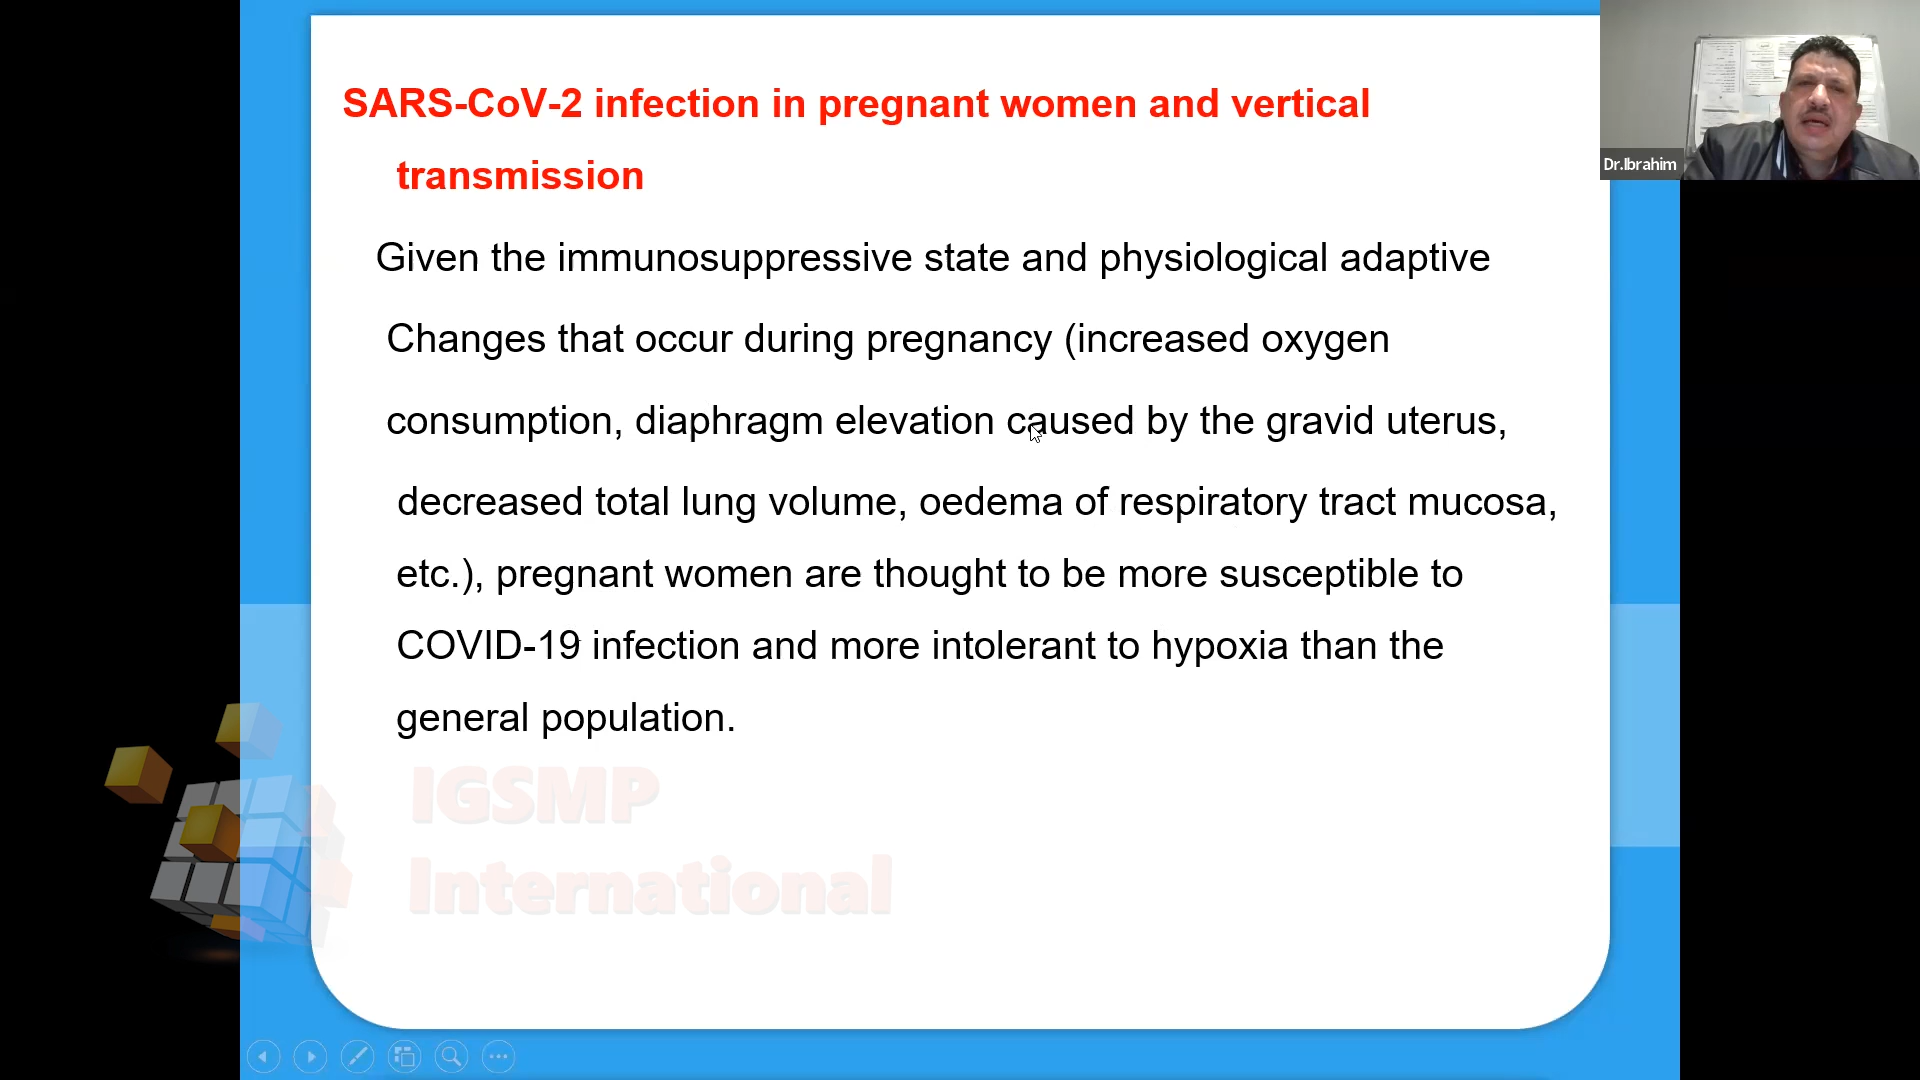 SARS-CoV-2 infection in pregnant women and vertical
transmission
Given the immunosuppressive state and physiological adaptive
Changes that occur during pregnancy (increased oxygen
consumption, diaphragm elevation caused by the gravid uterus,
decreased total lung volume, oedema of respiratory tract mucosa,
etc.), pregnant women are thought to be more susceptible to
COVID-19 infection and more intolerant to hypoxia than the
general population.
IGSMP
International
Dr.Ibrahim